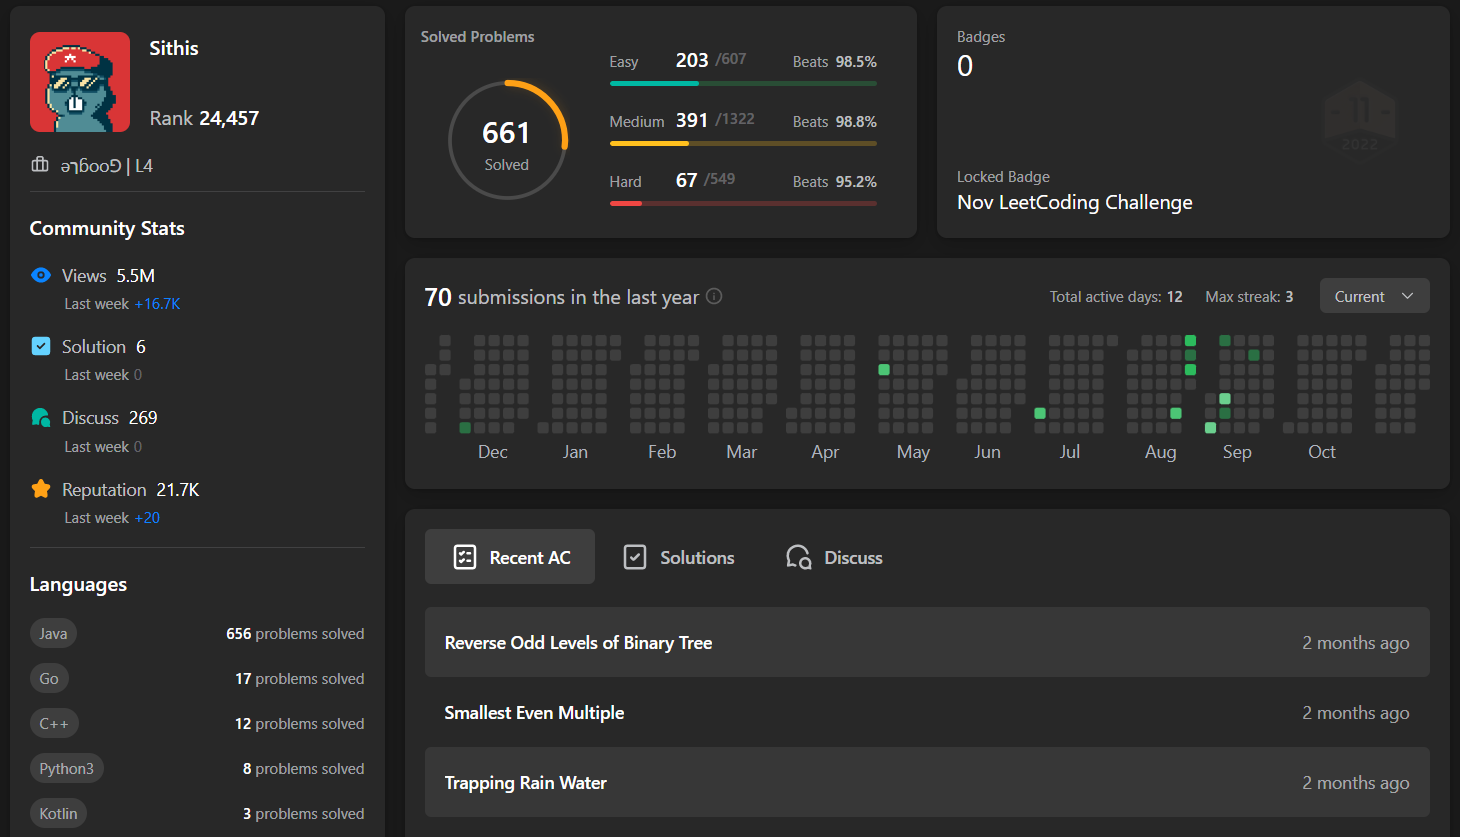 Sithis
Rank 24,457
ǝɿϱooӘ | L4
Community Stats
Views 5.5M
Last week +16.7K
Solution 6
Last week 0
Discuss 269
Last week 0
Reputation 21.7K
Last week +20
Languages
Java 656 problems solved
Go 17 problems solved
C++ 12 problems solved
Python3 8 problems solved
Kotlin 3 problems solved
Solved Problems
661
Solved
Easy 203 /607 Beats 98.5%
Medium 391 /1322 Beats 98.8%
Hard 67 /549 Beats 95.2%
Badges
0
2022
Locked Badge
Nov LeetCoding Challenge
70 submissions in the last year
Total active days: 12 Max streak: 3 Current
Dec Jan Feb Mar Apr May Jun Jul Aug Sep Oct
Recent AC Solutions Discuss
Reverse Odd Levels of Binary Tree 2 months ago
Smallest Even Multiple 2 months ago
Trapping Rain Water 2 months ago